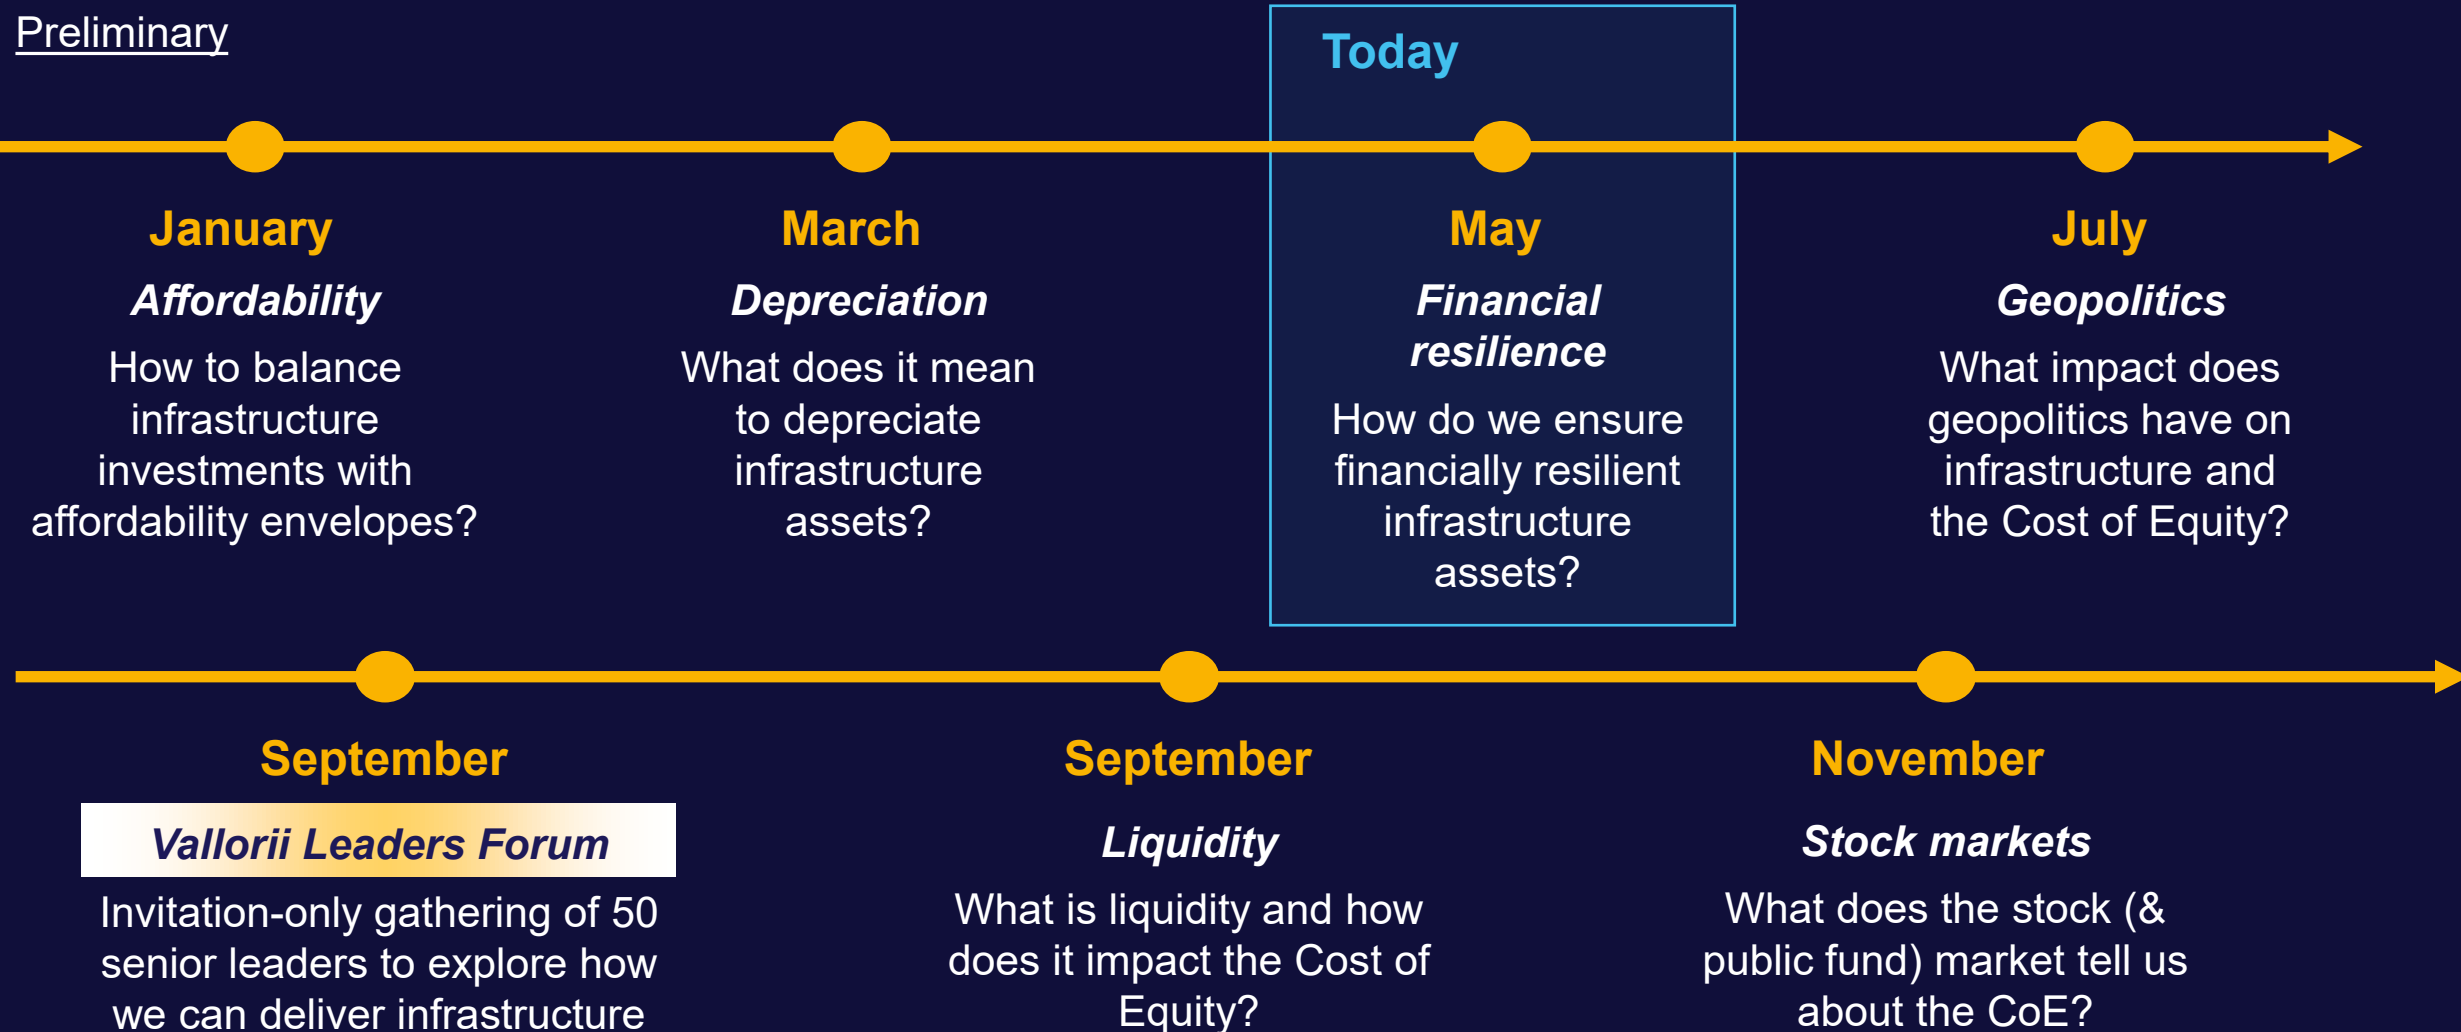 Preliminary
Today
January
Affordability
How to balance
infrastructure
investments with
affordability envelopes?
March
Depreciation
What does it mean
to depreciate
infrastructure
assets?
May
Financial
resilience
How do we ensure
financially resilient
infrastructure
assets?
July
Geopolitics
What impact does
geopolitics have on
infrastructure and
the Cost of Equity?
September
Vallorii Leaders Forum
Invitation-only gathering of 50
senior leaders to explore how
we can deliver infrastructure
September
Liquidity
What is liquidity and how
does it impact the Cost of
Equity?
November
Stock markets
What does the stock (&
public fund) market tell us
about the CoE?